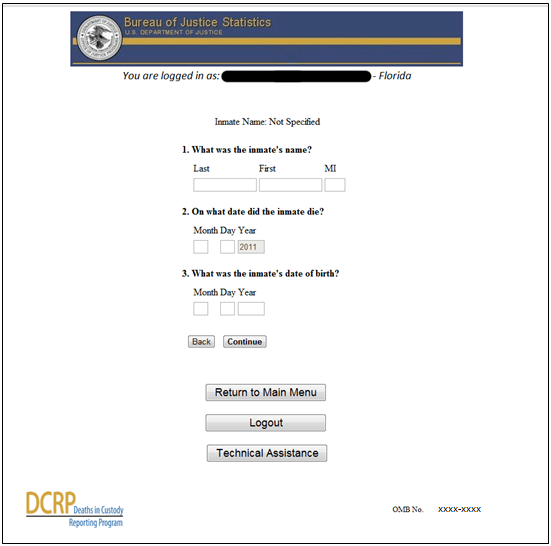 Bureau of Justice Statistics
U.S. DEPARTMENT OF JUSTICE
You are logged in as: - Florida
Inmate Name: Not Specified
1. What was the inmate's name?
Last First MI
2. On what date did the inmate die?
Month Day Year
2011
3. What was the inmate's date of birth?
Month Day Year
Back Continue
Return to Main Menu
Logout
Technical Assistance
DCRP Deaths in Custody
Reporting Program
OMB No. XXXX-XXXX